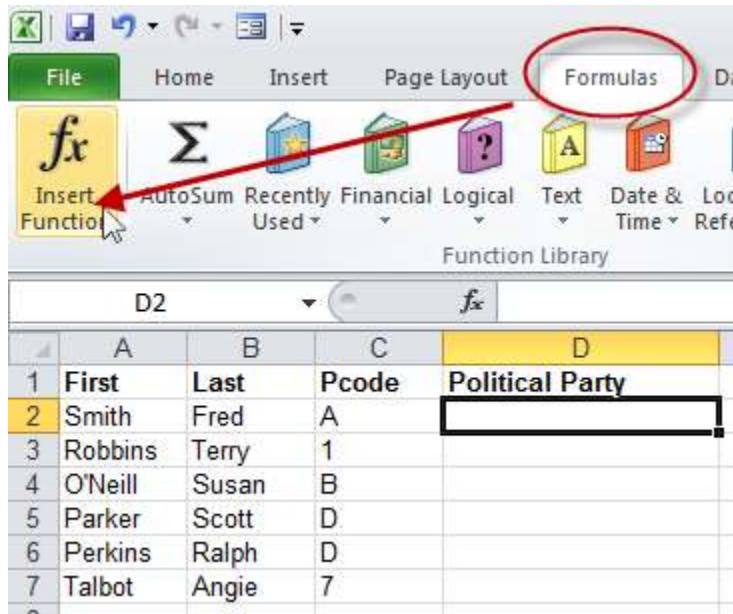 File Home Insert Page Layout Formulas
fx Σ ? A
Insert AutoSum Recently Financial Logical Text Date &
Function Used Time
Function Library
D2 fx
A B C D
1 First Last Pcode Political Party
2 Smith Fred A
3 Robbins Terry 1
4 O'Neill Susan B
5 Parker Scott D
6 Perkins Ralph D
7 Talbot Angie 7